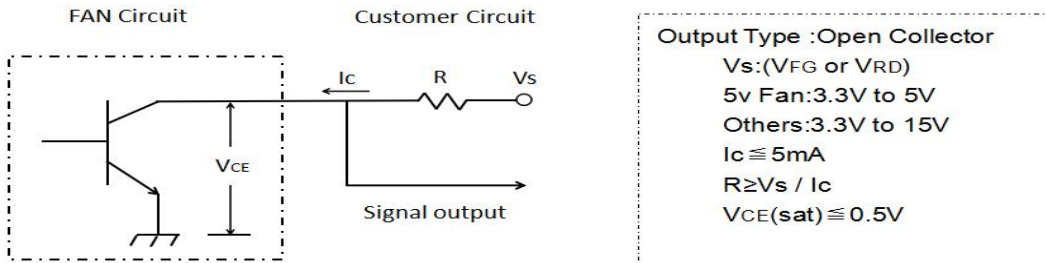 FAN Circuit
Customer Circuit
Ic
R
Vs
VCE
Signal output
Output Type :Open Collector
Vs:(VFG or VRD)
5v Fan:3.3V to 5V
Others:3.3V to 15V
Ic≦5mA
R≥Vs / Ic
VCE(sat)≦0.5V